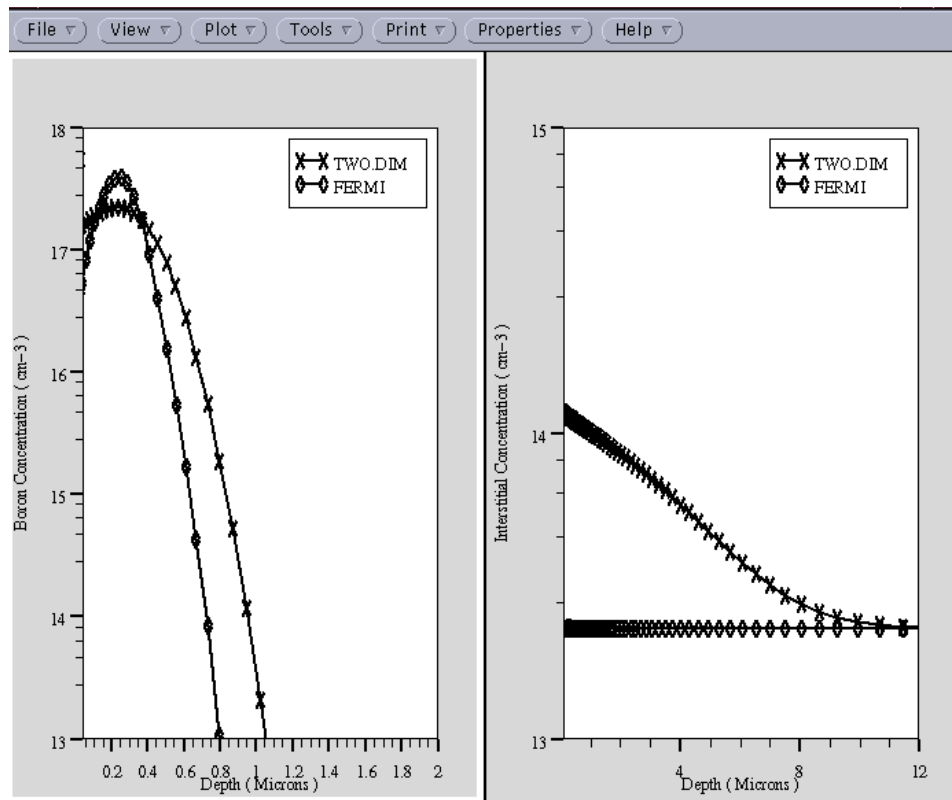 File View Plot Tools Print Properties Help
18
17
16
15
14
13
Boron Concentration ( cm-3 )
TWO.DIM
FERMI
0.2 0.4 0.6 0.8 1 1.2 1.4 1.6 1.8 2
Depth ( Microns )
15
14
13
Interstitial Concentration ( cm-3 )
TWO.DIM
FERMI
4 8 12
Depth ( Microns )